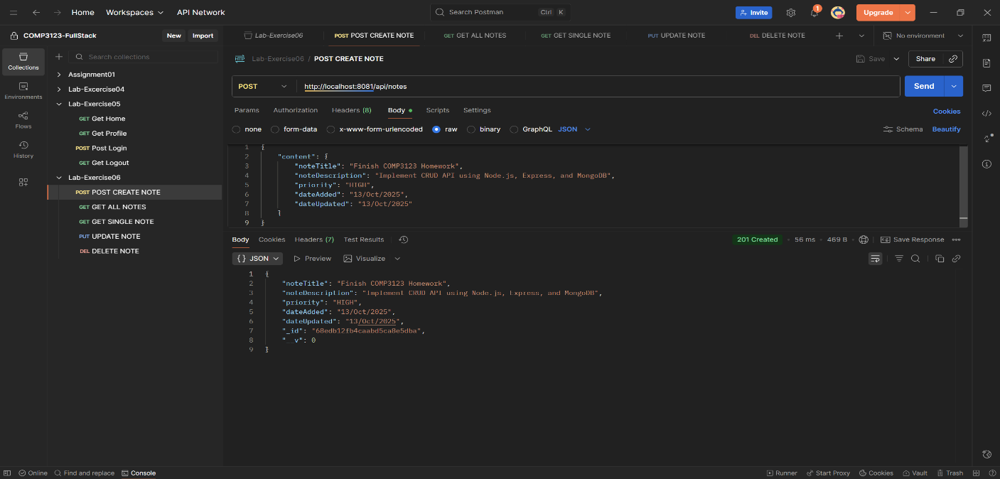 Home Workspaces API Network Search Postman Ctrl K Invite 1 Upgrade
COMP3123-FullStack New Import
Lab-Exercise06 POST POST CREATE NOTE GET GET ALL NOTES GET GET SINGLE NOTE PUT UPDATE NOTE DEL DELETE NOTE No environment
Collections
Environments
Flows
History
Search collections
Assignment01
Lab-Excercise04
Lab-Excercise05
GET Get Home
GET Get Profile
POST Post Login
GET Get Logout
Lab-Exercise06
POST POST CREATE NOTE
GET GET ALL NOTES
GET GET SINGLE NOTE
PUT UPDATE NOTE
DEL DELETE NOTE
HTTP Lab-Exercise06 / POST CREATE NOTE Save Share
POST http://localhost:8081/api/notes Send
Params Authorization Headers (8) Body Scripts Settings Cookies
none form-data x-www-form-urlencoded raw binary GraphQL JSON Schema Beautify
1 {
2 "content": {
3 "noteTitle": "Finish COMP3123 Homework",
4 "noteDescription": "Implement CRUD API using Node.js, Express, and MongoDB",
5 "priority": "HIGH",
6 "dateAdded": "13/Oct/2025",
7 "dateUpdated": "13/Oct/2025"
8 }
9 }
Body Cookies Headers (7) Test Results 201 Created 56 ms 469 B Save Response
{} JSON Preview Visualize
1 {
2 "noteTitle": "Finish COMP3123 Homework",
3 "noteDescription": "Implement CRUD API using Node.js, Express, and MongoDB",
4 "priority": "HIGH",
5 "dateAdded": "13/Oct/2025",
6 "dateUpdated": "13/Oct/2025",
7 "_id": "68edb12fb4caabd5ca8e5dba",
8 "__v": 0
9 }
Online Find and replace Console Runner Start Proxy Cookies Vault Trash